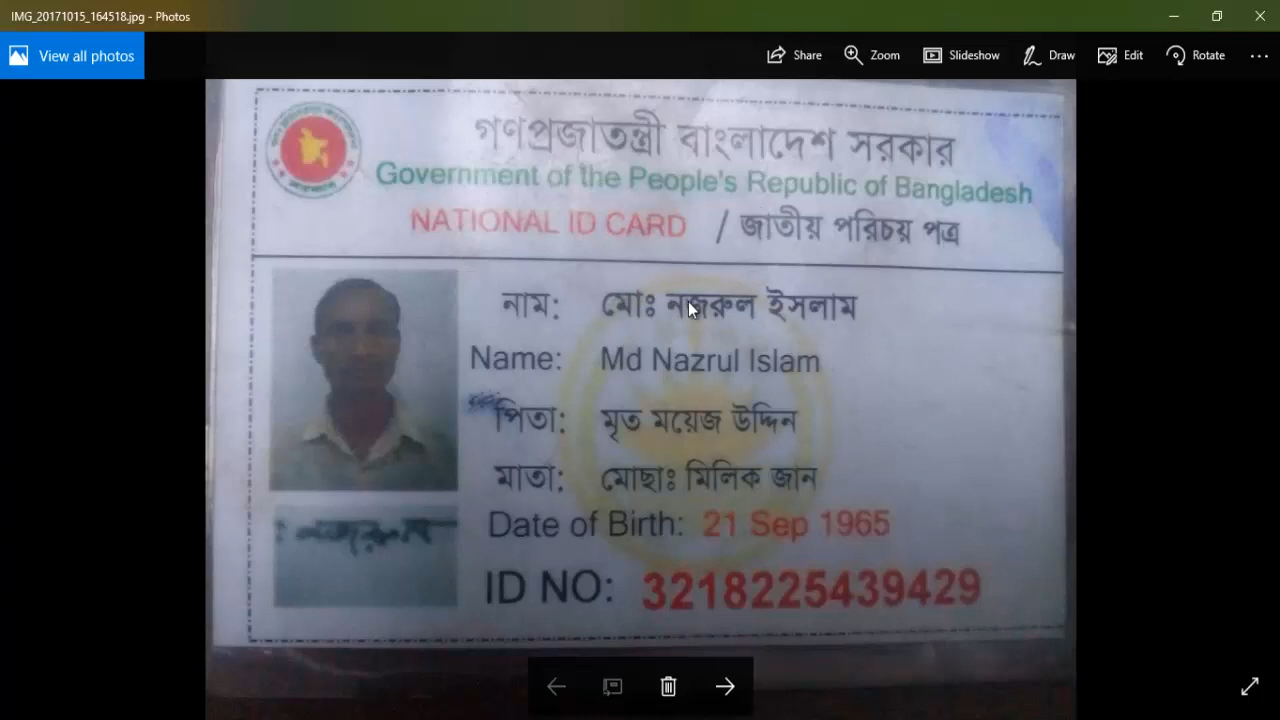 IMG_20171015_164518.jpg - Photos
View all photos
Share
Zoom
Slideshow
Draw
Edit
Rotate
গণপ্রজাতন্ত্রী বাংলাদেশ সরকার
Government of the People's Republic of Bangladesh
NATIONAL ID CARD / জাতীয় পরিচয় পত্র
নাম: মোঃ নজরুল ইসলাম
Name: Md Nazrul Islam
পিতা: মৃত ময়েজ উদ্দিন
মাতা: মোছাঃ মিলিক জান
Date of Birth: 21 Sep 1965
ID NO: 3218225439429